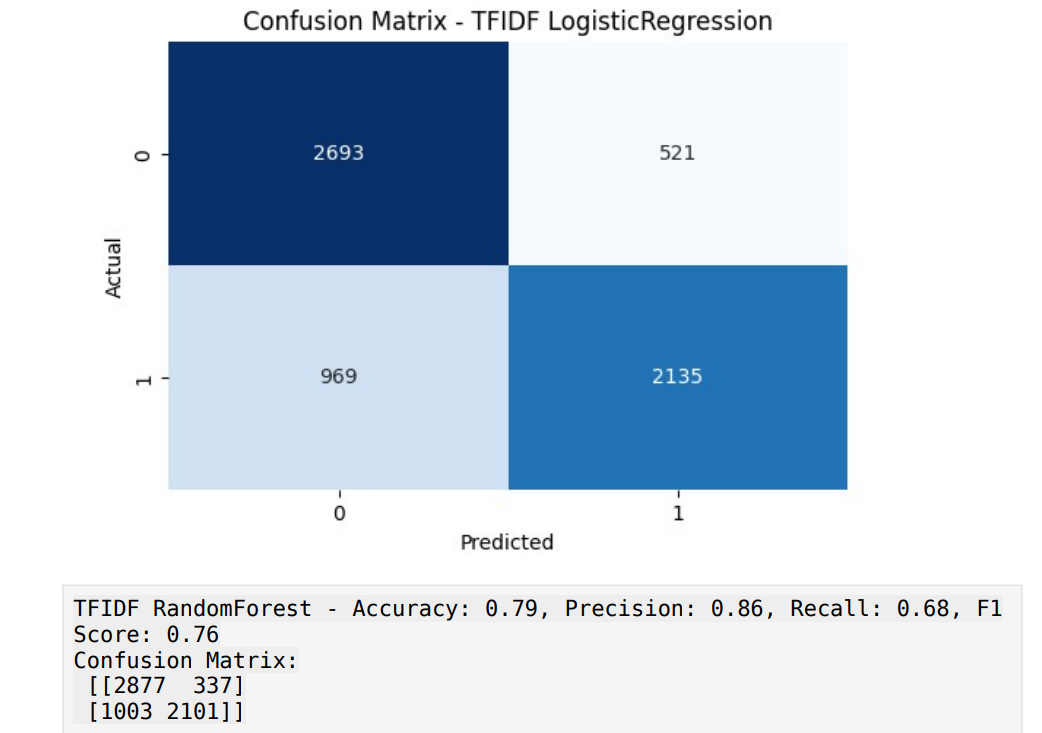 Confusion Matrix - TFIDF LogisticRegression
0
2693
521
Actual
1
969
2135
0
1
Predicted
TFIDF RandomForest - Accuracy: 0.79, Precision: 0.86, Recall: 0.68, F1
Score: 0.76
Confusion Matrix:
[[2877  337]
[1003 2101]]